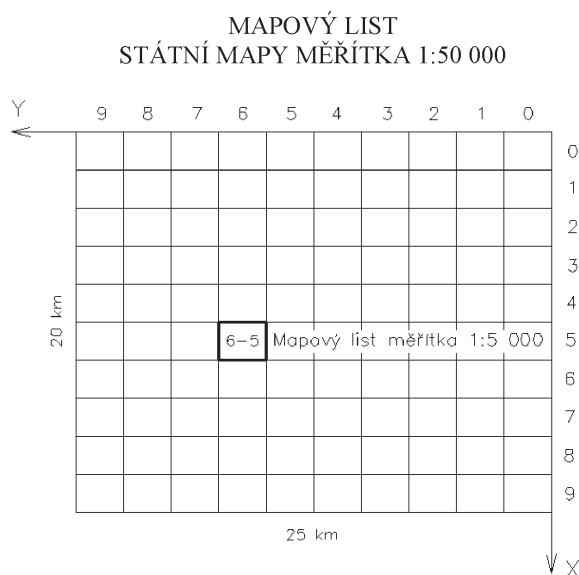 MAPOVÝ LIST
STÁTNÍ MAPY MĚŘÍTKA 1:50 000
Y 9 8 7 6 5 4 3 2 1 0
0
1
2
3
4
20 km
6-5 Mapový list měřítka 1:5 000 5
6
7
8
9
25 km
X